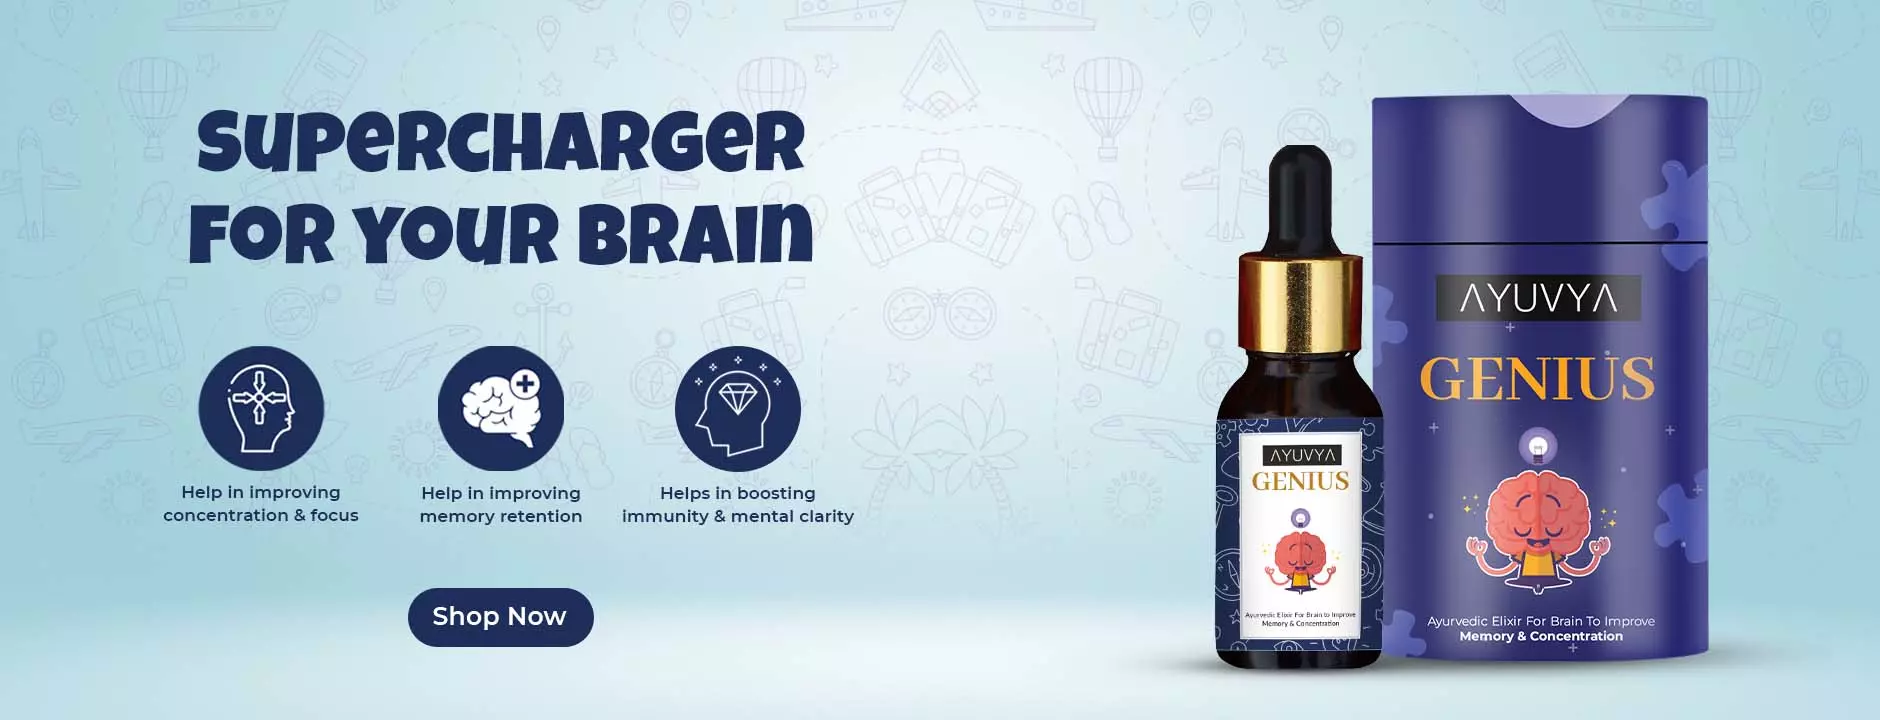 SUPERCHARGER
FOR YOUR BRAIN
Help in improving
concentration & focus
Help in improving
memory retention
Helps in boosting
immunity & mental clarity
Shop Now
AYUVYA
GENIUS
Ayurvedic Elixir For Brain to Improve
Memory & Concentration
AYUVYA
GENIUS
Ayurvedic Elixir For Brain To Improve
Memory & Concentration